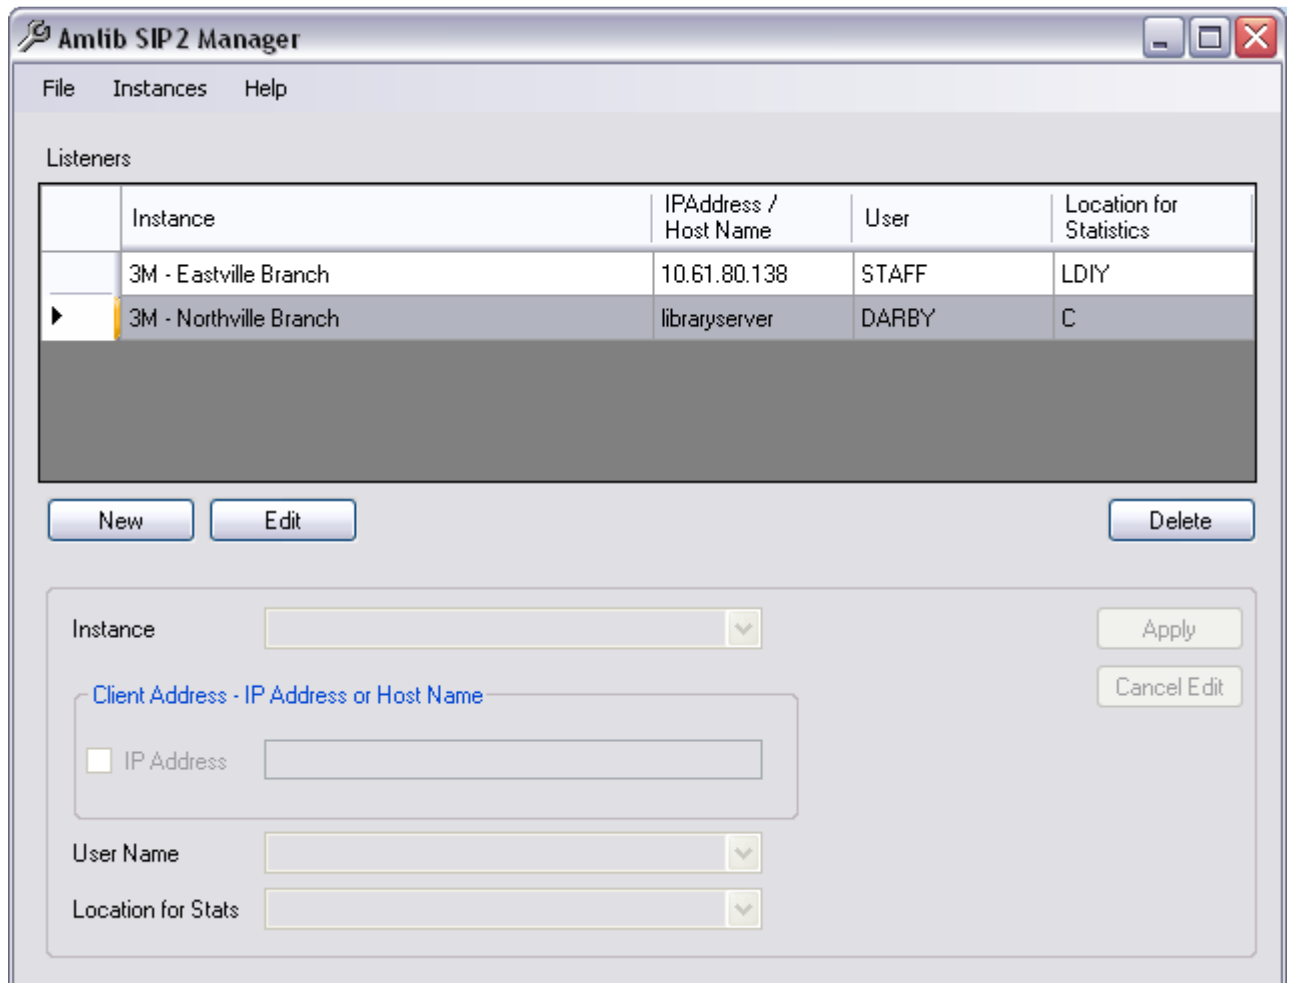 Amlib SIP2 Manager
File Instances Help
Listeners
Instance IPAddress / Host Name User Location for Statistics
3M - Eastville Branch 10.61.80.138 STAFF LDIY
3M - Northville Branch libraryserver DARBY C
New Edit Delete
Instance Apply
Client Address - IP Address or Host Name Cancel Edit
IP Address
User Name
Location for Stats